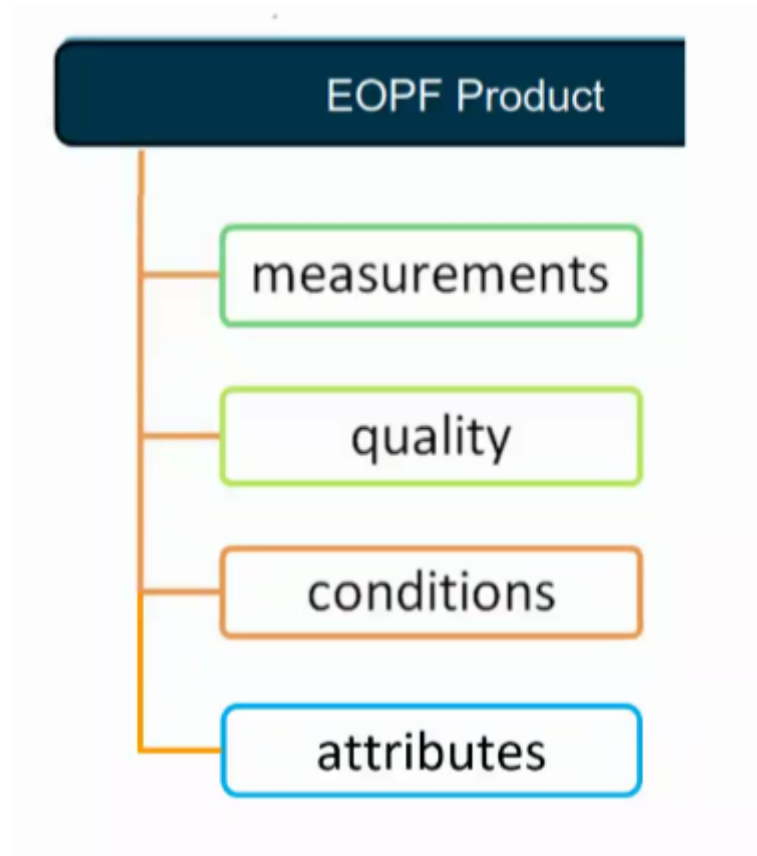 EOPF Product
measurements
quality
conditions
attributes